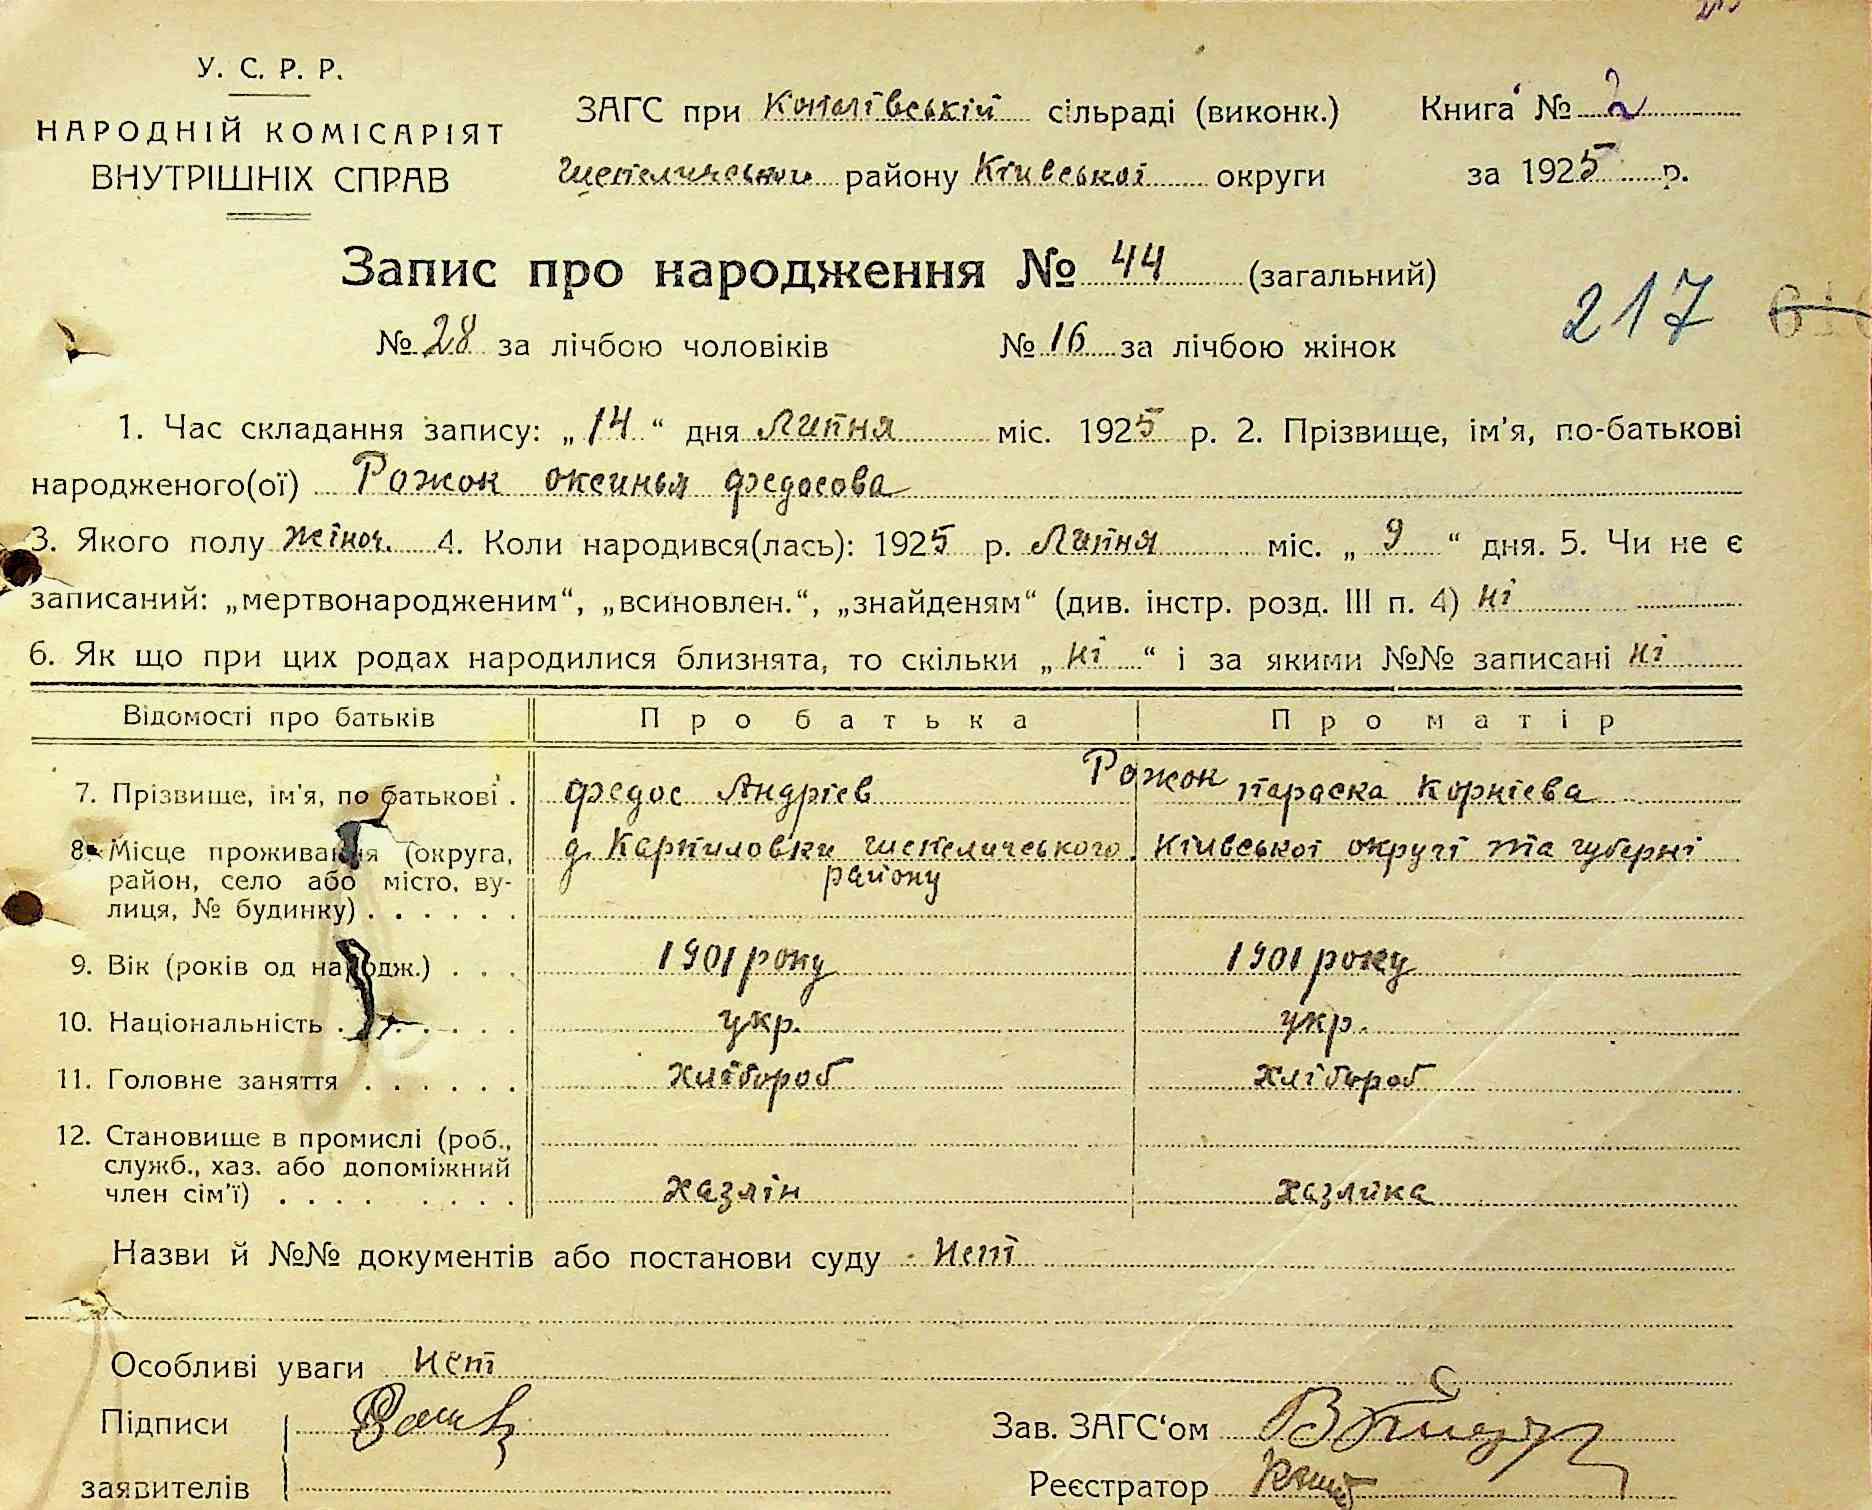 У. С. Р. Р.
НАРОДНІЙ КОМІСАРІЯТ
ВНУТРІШНІХ СПРАВ
ЗАГС при Копачівській сільраді (виконк.) Книга № 2
Шепеличського району Київської округи за 1925 р.
Запис про народження № 44 (загальний)
217
№ 28 за лічбою чоловіків № 16 за лічбою жінок
1. Час складання запису: „ 14 “ дня Липня міс. 1925 р. 2. Прізвище, ім'я, по-батькові
народженого(ої) Рожок оксинья федосова
3. Якого полу жіноч. 4. Коли народився(лась): 1925 р. Липня міс. „ 9 “ дня. 5. Чи не є
записаний: „мертвонародженим“, „всиновлен.“, „знайденям“ (див. інстр. розд. III п. 4) ні
6. Як що при цих родах народилися близнята, то скільки „ ні “ і за якими №№ записані ні
Відомості про батьків Про батька Про матір
7. Прізвище, ім'я, по батькові . федос Андріев Рожок параска Корніева
8. Місце проживання (округа, район, село або місто, вулиця, № будинку) . . . . . . д. Карпиловки шепеличського району Київської округі та губерні
9. Вік (років од народж.) . . . 1901 року 1901 року
10. Національність . . . . . . укр. укр.
11. Головне заняття . . . . . . хлібороб хлібороб
12. Становище в промислі (роб., служб., хаз. або допоміжний член сім'ї) . . . . . . . . . хазяін хазяйка
Назви й №№ документів або постанови суду нет
Особливі уваги нет
Підписи
заявителів
Зав. ЗАГС'ом
Реєстратор